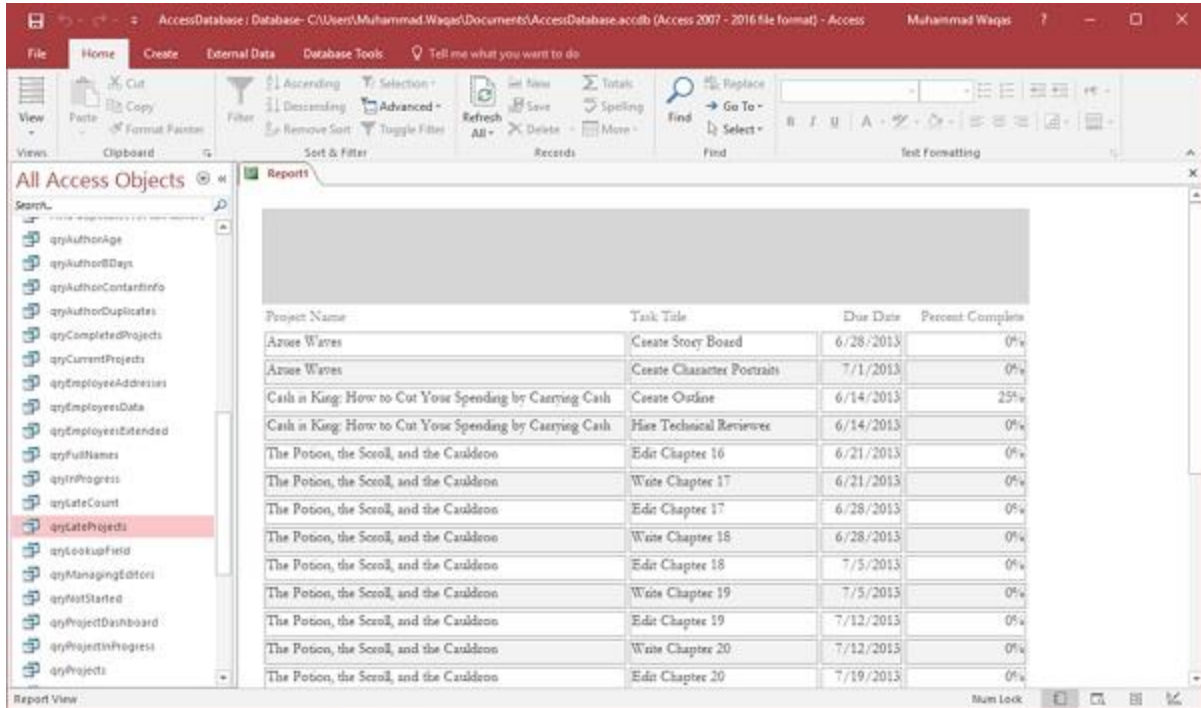 AccessDatabase : Database- C:\Users\Muhammad.Waqas\Documents\AccessDatabase.accdb (Access 2007 - 2016 file format) - Access Muhammad Waqas ?
File Home Create External Data Database Tools Tell me what you want to do
View
Paste
Cut
Copy
Format Painter
Filter
Ascending
Descending
Remove Sort
Selection
Advanced
Toggle Filter
Refresh All
New
Save
Delete
Totals
Spelling
More
Find
Replace
Go To
Select
B I U A
Views Clipboard Sort & Filter Records Find Text Formatting
All Access Objects
Search...
qryAuthorAge
qryAuthorBDays
qryAuthorContantInfo
qryAuthorDuplicates
qryCompletedProjects
qryCurrentProjects
qryEmployeeAddresses
qryEmployeesData
qryEmployeesExtended
qryFullNames
qryInProgress
qryLateCount
qryLateProjects
qryLookupField
qryManagingEditors
qryNotStarted
qryProjectDashboard
qryProjectInProgress
qryProjects
Report1
Project Name Task Title Due Date Percent Complete
Azure Waves Create Story Board 6/28/2013 0%
Azure Waves Create Character Portraits 7/1/2013 0%
Cash is King: How to Cut Your Spending by Carrying Cash Create Outline 6/14/2013 25%
Cash is King: How to Cut Your Spending by Carrying Cash Hire Technical Reviewer 6/14/2013 0%
The Potion, the Scroll, and the Cauldron Edit Chapter 16 6/21/2013 0%
The Potion, the Scroll, and the Cauldron Write Chapter 17 6/21/2013 0%
The Potion, the Scroll, and the Cauldron Edit Chapter 17 6/28/2013 0%
The Potion, the Scroll, and the Cauldron Write Chapter 18 6/28/2013 0%
The Potion, the Scroll, and the Cauldron Edit Chapter 18 7/5/2013 0%
The Potion, the Scroll, and the Cauldron Write Chapter 19 7/5/2013 0%
The Potion, the Scroll, and the Cauldron Edit Chapter 19 7/12/2013 0%
The Potion, the Scroll, and the Cauldron Write Chapter 20 7/12/2013 0%
The Potion, the Scroll, and the Cauldron Edit Chapter 20 7/19/2013 0%
Report View Num Lock